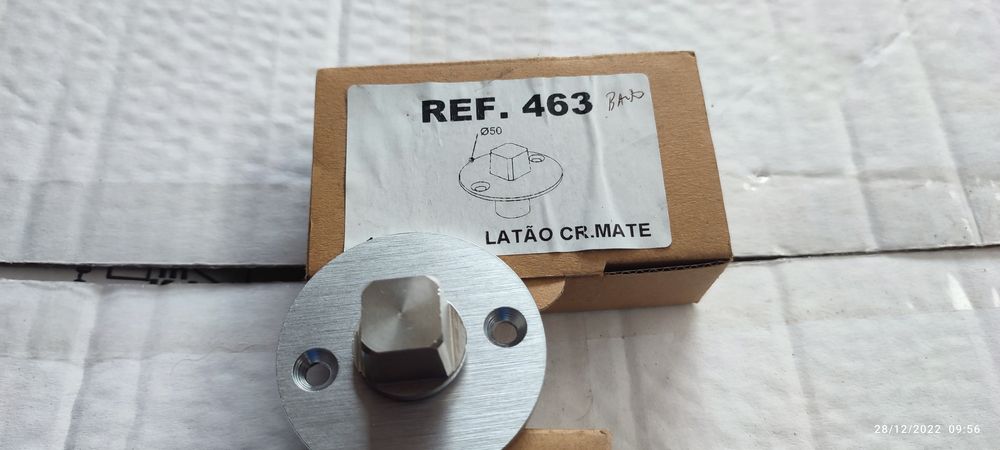 REF. 463
Ø50
LATÃO CR.MATE
28/12/2022 09:56